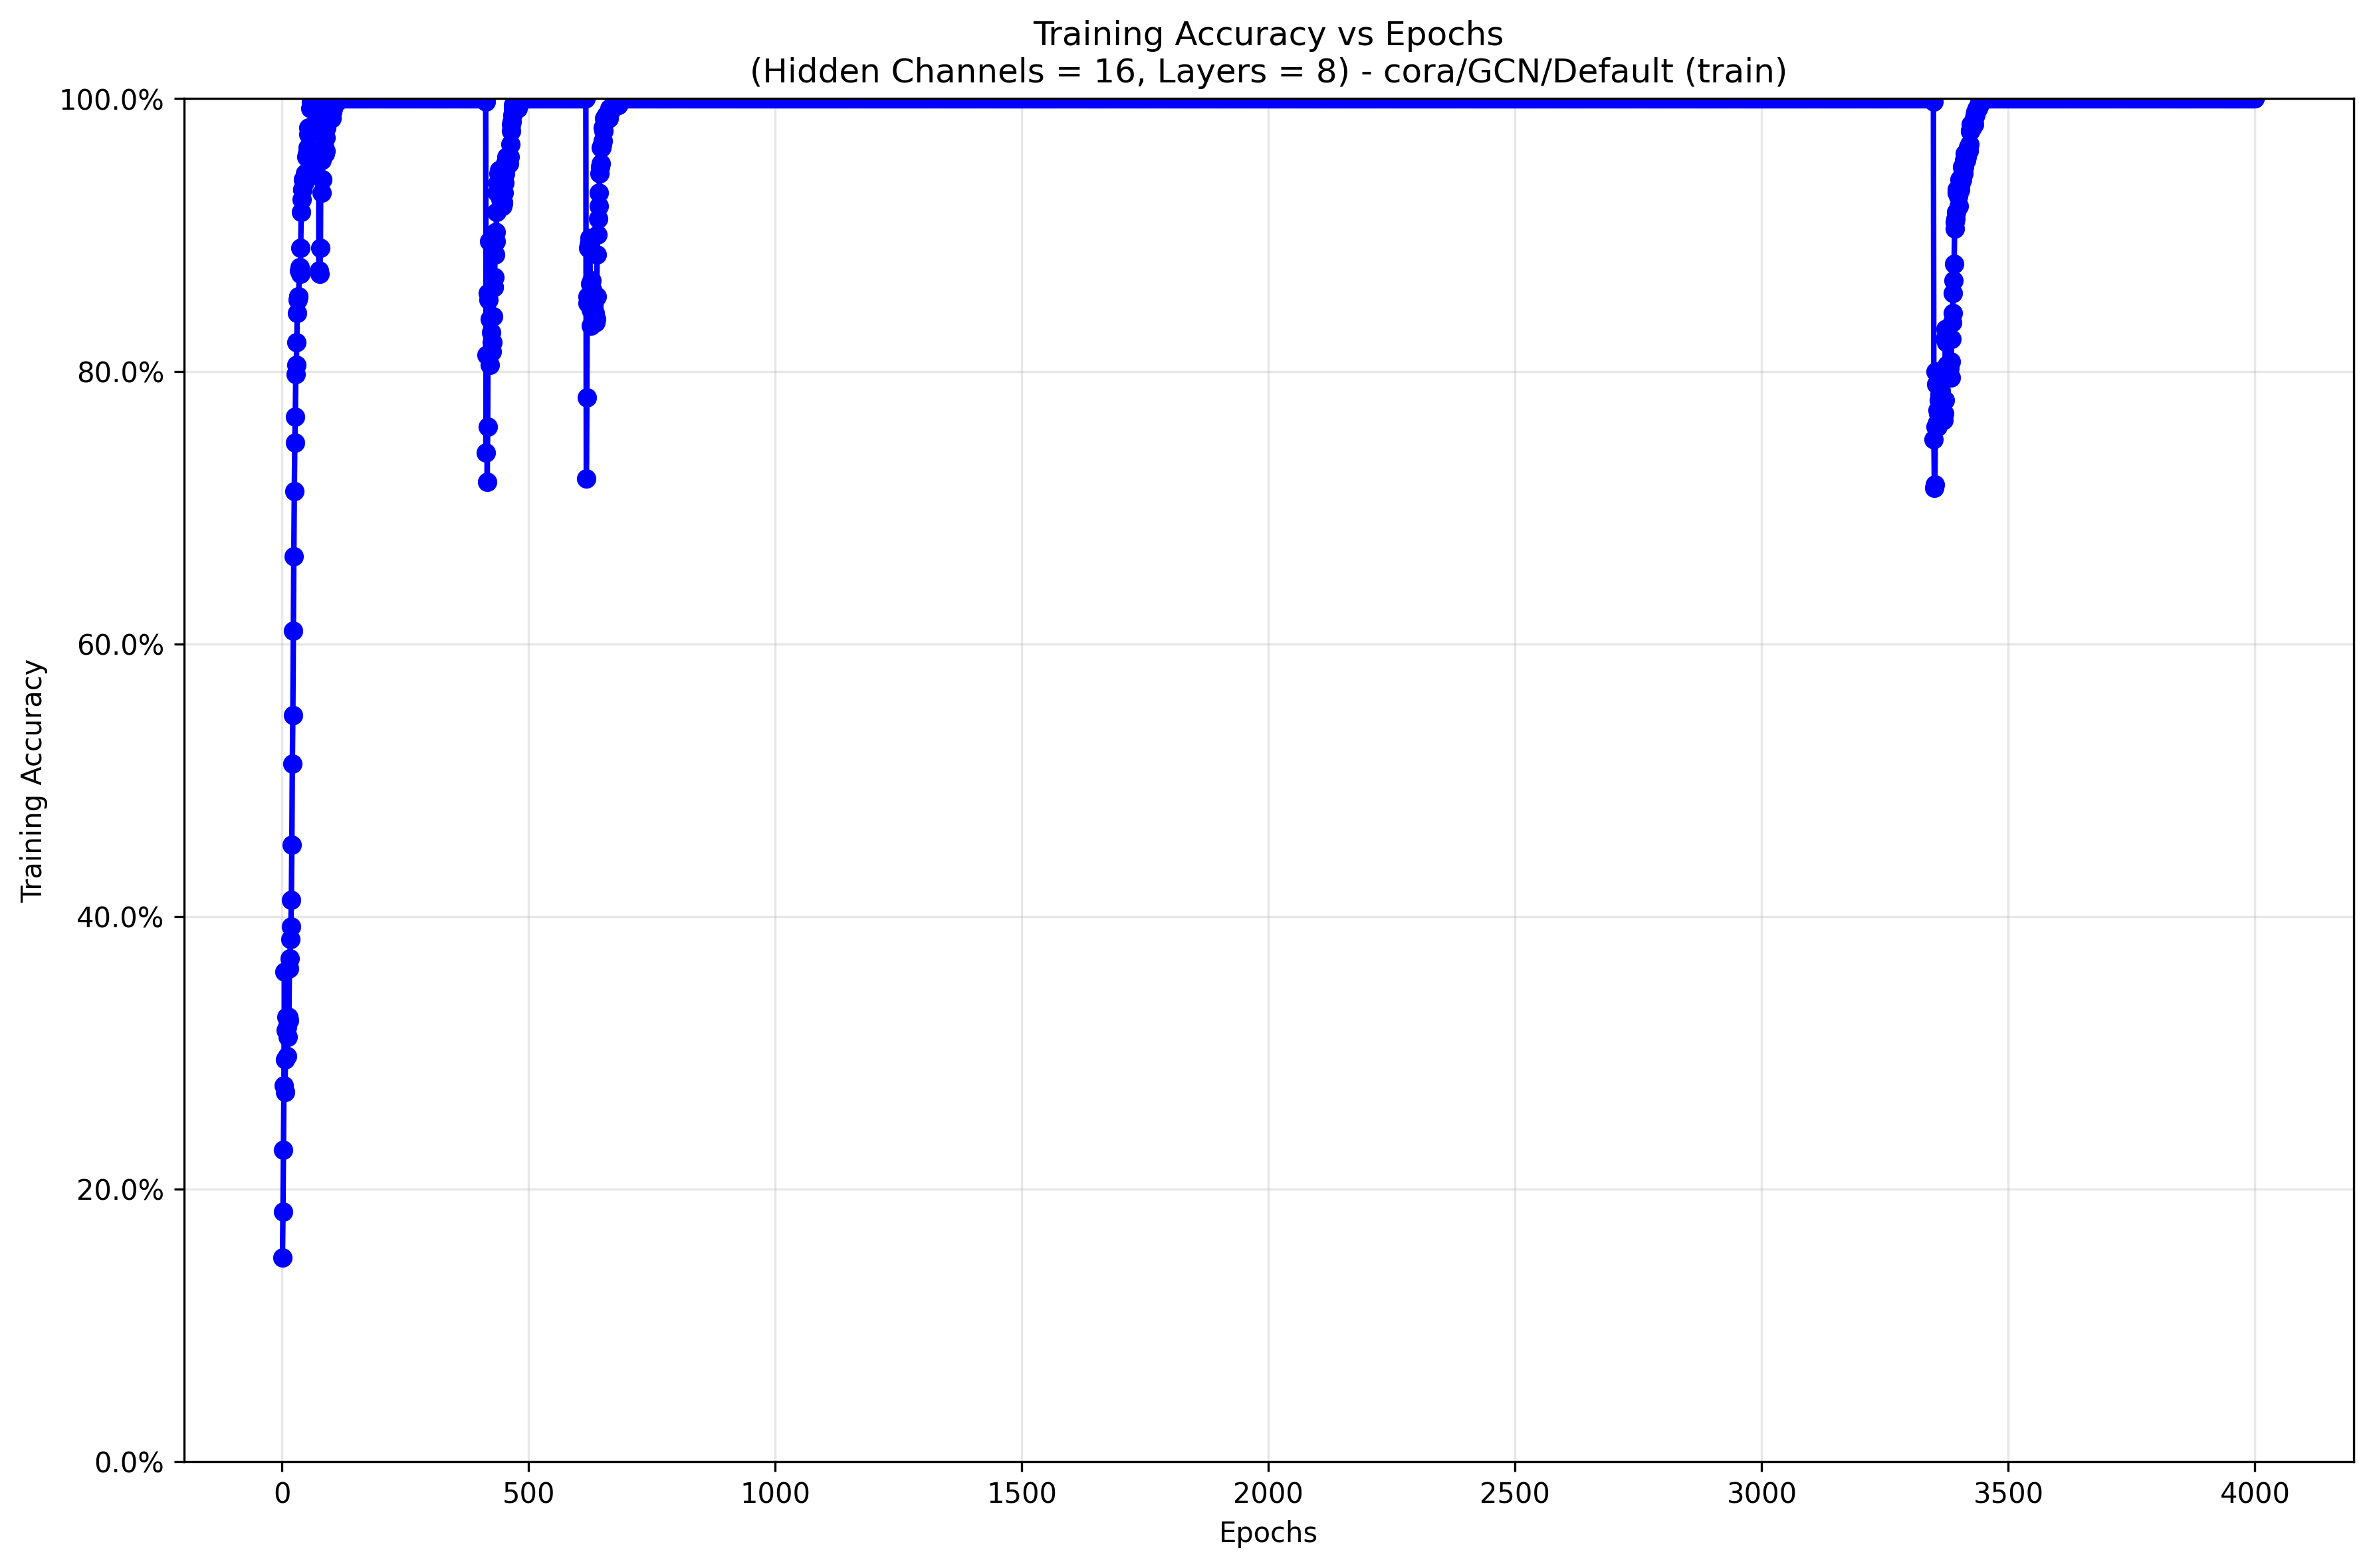 Training Accuracy vs Epochs
(Hidden Channels = 16, Layers = 8) - cora/GCN/Default (train)
100.0%
80.0%
60.0%
40.0%
20.0%
0.0%
Training Accuracy
0 500 1000 1500 2000 2500 3000 3500 4000
Epochs